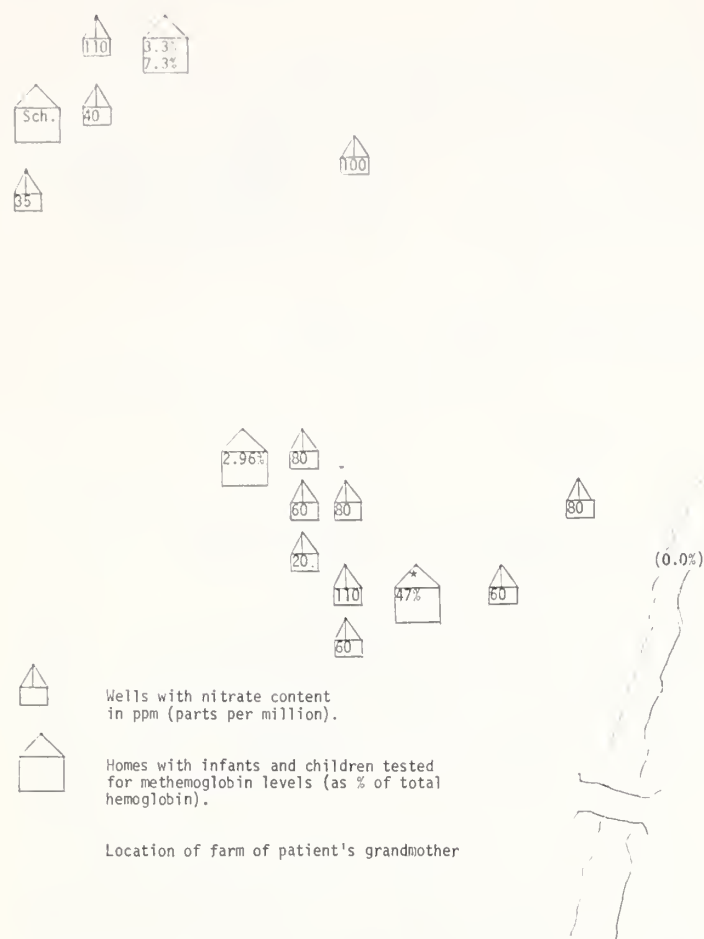 110
3.3%
7.3%
Sch.
40
100
35
2.96%
80
60
80
80
20.
(0.0%)
110
47%
60
60
Wells with nitrate content
in ppm (parts per million).
Homes with infants and children tested
for methemoglobin levels (as % of total
hemoglobin).
Location of farm of patient's grandmother